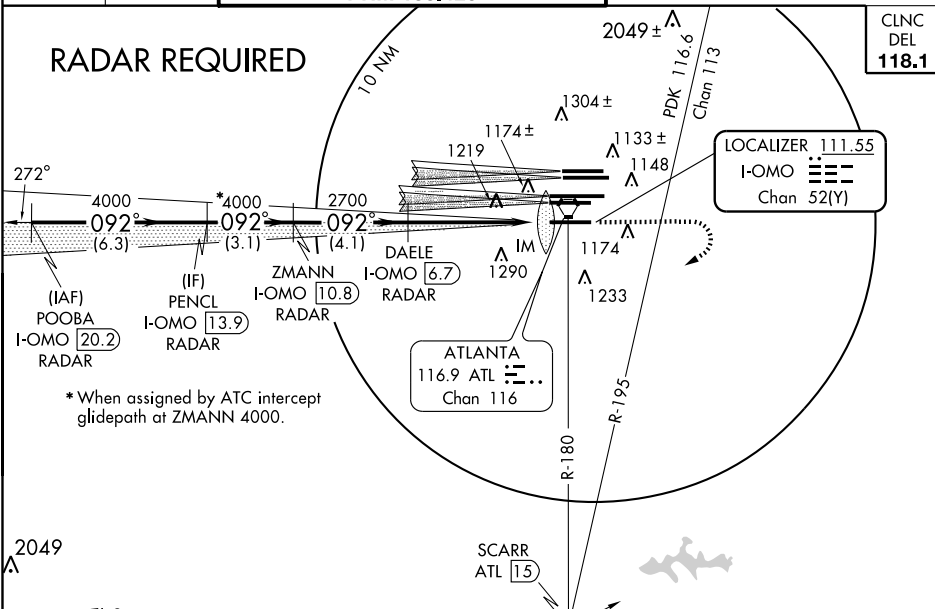 CLNC
DEL
118.1
RADAR REQUIRED
10 NM
2049 ±
PDK 116.6
Chan 113
1304 ±
1174 ±
1133 ±
1219
1148
LOCALIZER 111.55
I-OMO
Chan 52(Y)
272°
4000
092°
(6.3)
*4000
092°
(3.1)
2700
092°
(4.1)
IM
1174
1290
1233
DAELE
I-OMO 6.7
RADAR
ZMANN
I-OMO 10.8
RADAR
(IF)
PENCL
I-OMO 13.9
RADAR
(IAF)
POOBA
I-OMO 20.2
RADAR
ATLANTA
116.9 ATL
Chan 116
* When assigned by ATC intercept
glidepath at ZMANN 4000.
R-195
R-180
2049
SCARR
ATL 15